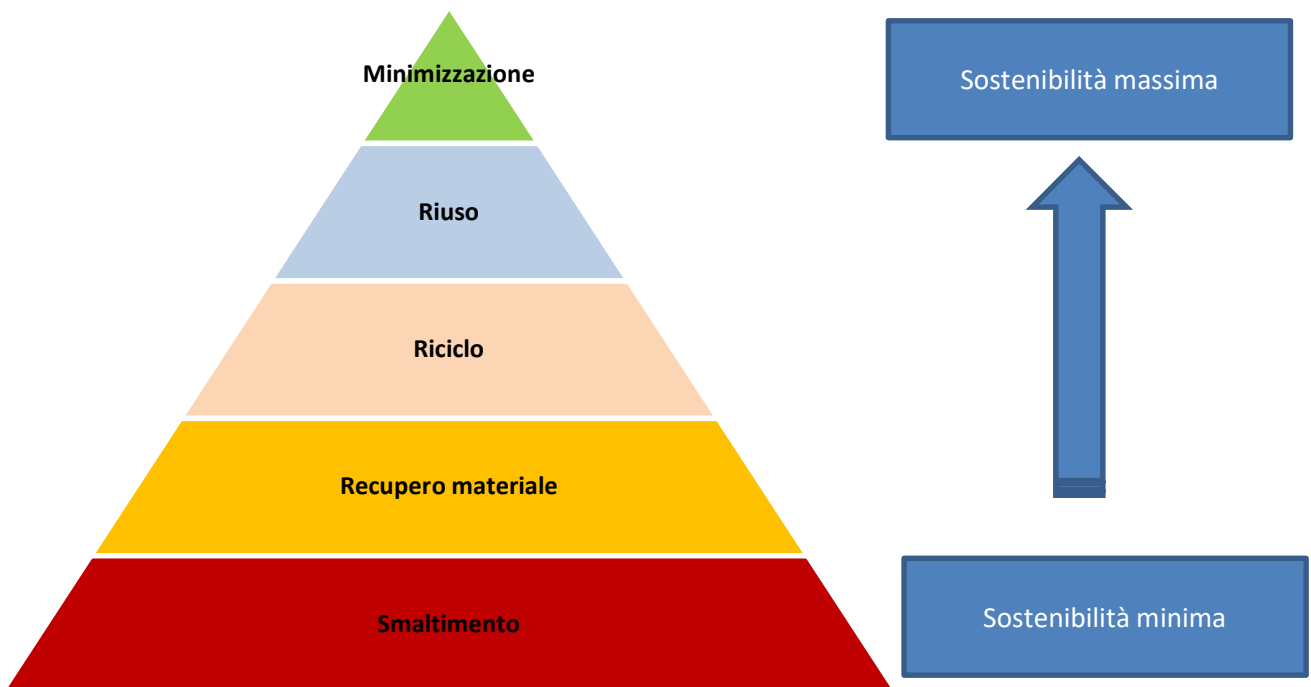 Minimizzazione
Sostenibilità massima
Riuso
Riciclo
Recupero materiale
Smaltimento
Sostenibilità minima